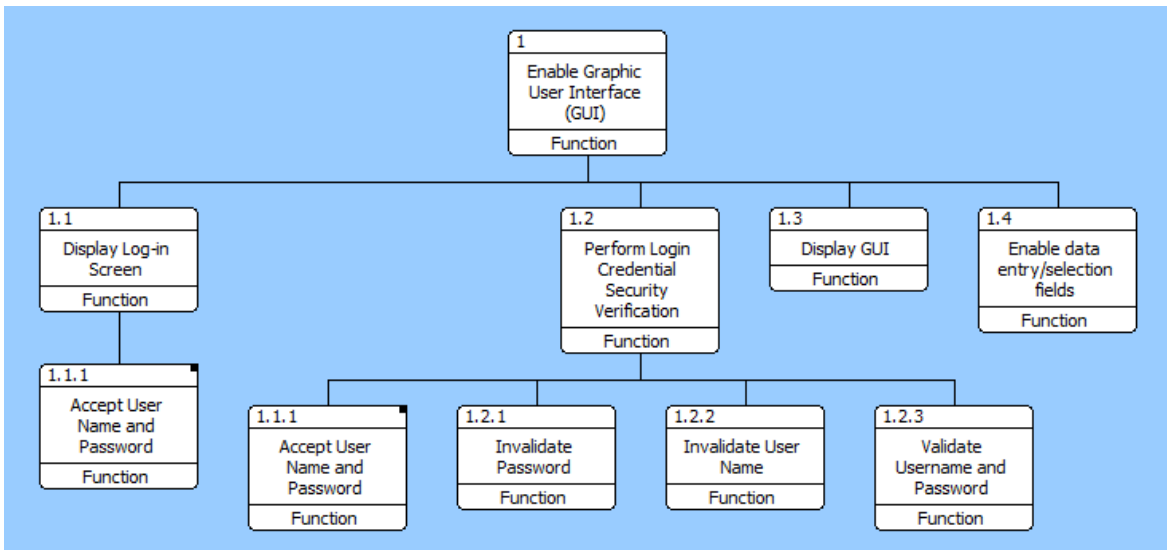 1
Enable Graphic
User Interface
(GUI)
Function
1.1
Display Log-in
Screen
Function
1.2
Perform Login
Credential
Security
Verification
Function
1.3
Display GUI
Function
1.4
Enable data
entry/selection
fields
Function
1.1.1
Accept User
Name and
Password
Function
1.1.1
Accept User
Name and
Password
Function
1.2.1
Invalidate
Password
Function
1.2.2
Invalidate User
Name
Function
1.2.3
Validate
Username and
Password
Function